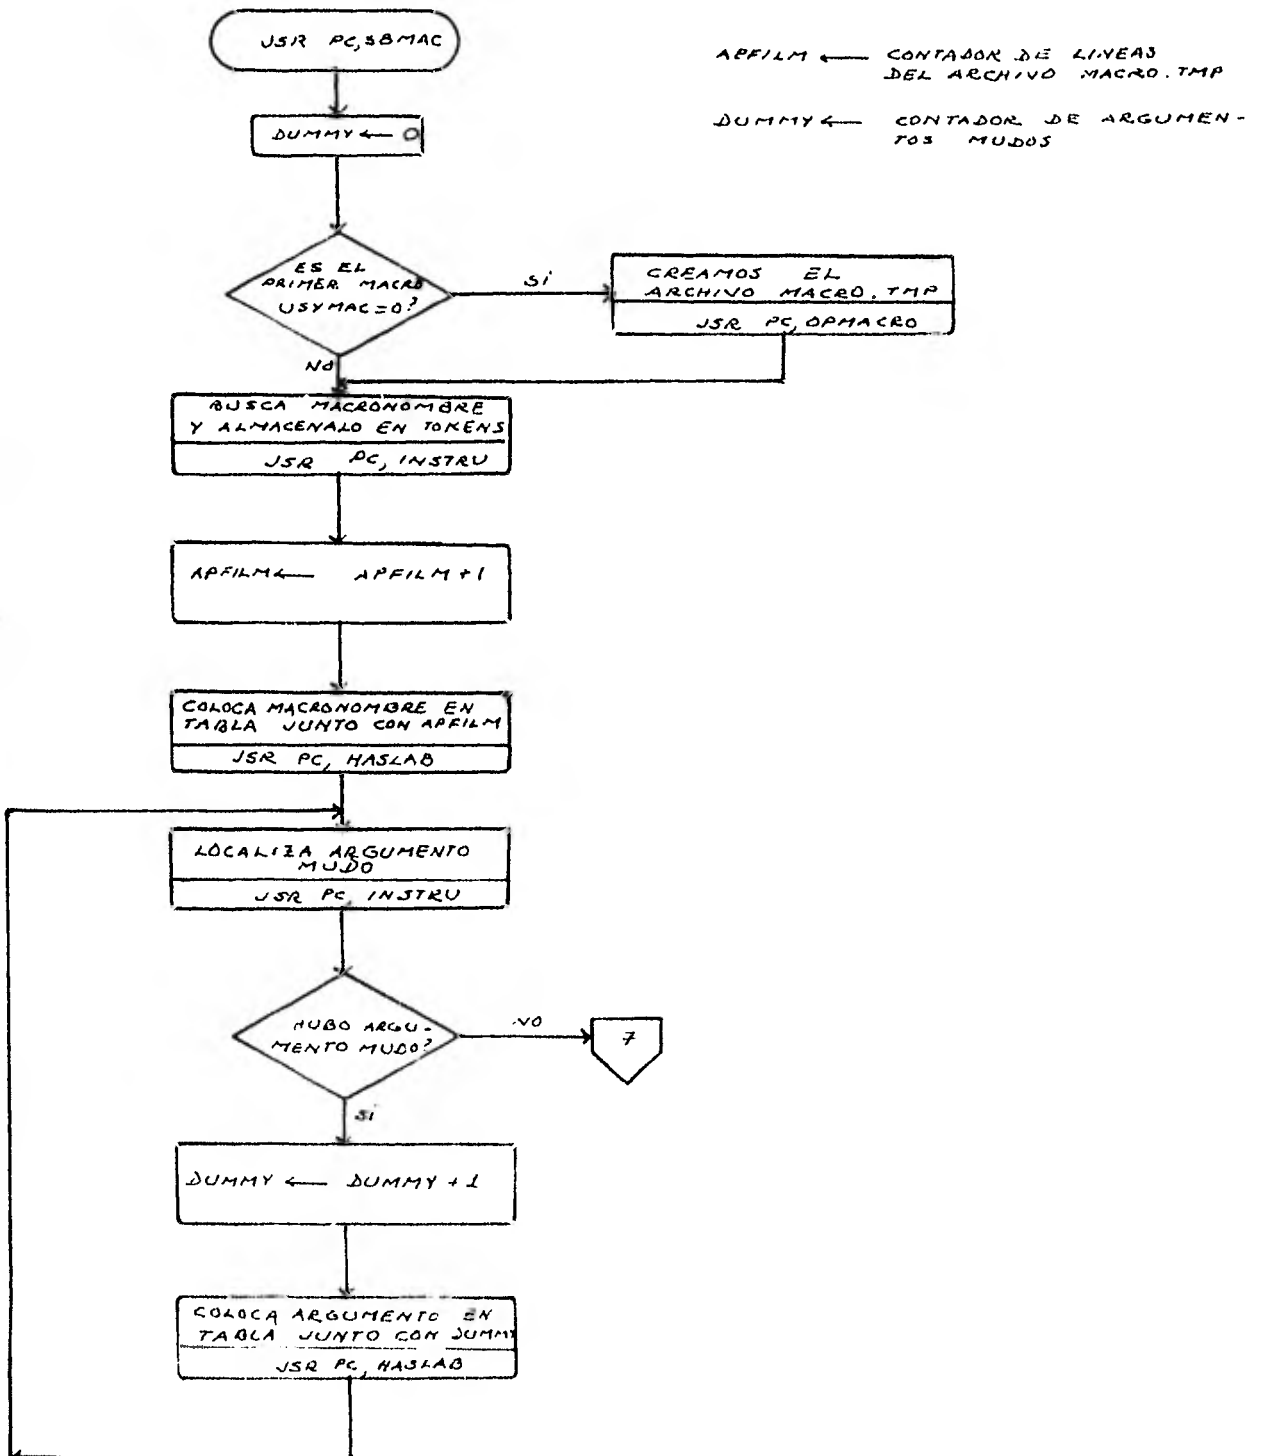 JSR PC,SBMAC
APFILM ← CONTADOR DE LINEAS
DEL ARCHIVO MACRO.TMP
DUMMY ← 0
DUMMY ← CONTADOR DE ARGUMEN-
TOS MUDOS
ES EL
PRIMER MACRO
USYMAC=0?
SI
CREAMOS EL
ARCHIVO MACRO.TMP
JSR PC,OPMACRO
NO
BUSCA MACRONOMBRE
Y ALMACENALO EN TOKENS
JSR PC, INSTRU
APFILM ← APFILM +1
COLOCA MACRONOMBRE EN
TABLA JUNTO CON APFILM
JSR PC, HASLAB
LOCALIZA ARGUMENTO
MUDO
JSR PC, INSTRU
HUBO ARGU-
MENTO MUDO?
NO
7
SI
DUMMY ← DUMMY + 1
COLOCA ARGUMENTO EN
TABLA JUNTO CON DUMMY
JSR PC, HASLAB